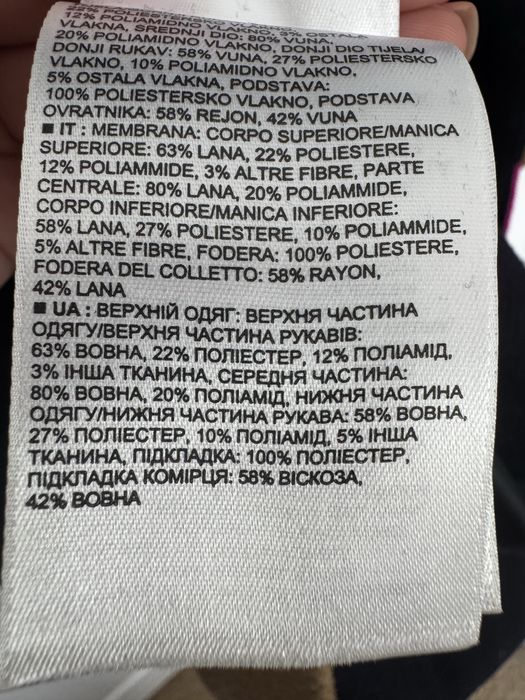 VLAKNA, SREDNJI DIO: 80% VUNA,
20% POLIAMIDNO VLAKNO, DONJI DIO TIJELA/
DONJI RUKAV: 58% VUNA, 27% POLIESTERSKO
VLAKNO, 10% POLIAMIDNO VLAKNO,
5% OSTALA VLAKNA, PODSTAVA:
100% POLIESTERSKO VLAKNO, PODSTAVA
OVRATNIKA: 58% REJON, 42% VUNA
■ IT : MEMBRANA: CORPO SUPERIORE/MANICA
SUPERIORE: 63% LANA, 22% POLIESTERE,
12% POLIAMMIDE, 3% ALTRE FIBRE, PARTE
CENTRALE: 80% LANA, 20% POLIAMMIDE,
CORPO INFERIORE/MANICA INFERIORE:
58% LANA, 27% POLIESTERE, 10% POLIAMMIDE,
5% ALTRE FIBRE, FODERA: 100% POLIESTERE,
FODERA DEL COLLETTO: 58% RAYON,
42% LANA
■ UA : ВЕРХНІЙ ОДЯГ: ВЕРХНЯ ЧАСТИНА
ОДЯГУ/ВЕРХНЯ ЧАСТИНА РУКАВІВ:
63% ВОВНА, 22% ПОЛІЕСТЕР, 12% ПОЛІАМІД,
3% ІНША ТКАНИНА, СЕРЕДНЯ ЧАСТИНА:
80% ВОВНА, 20% ПОЛІАМІД, НИЖНЯ ЧАСТИНА
ОДЯГУ/НИЖНЯ ЧАСТИНА РУКАВА: 58% ВОВНА,
27% ПОЛІЕСТЕР, 10% ПОЛІАМІД, 5% ІНША
ТКАНИНА, ПІДКЛАДКА: 100% ПОЛІЕСТЕР,
ПІДКЛАДКА КОМІРЦЯ: 58% ВІСКОЗА,
42% ВОВНА